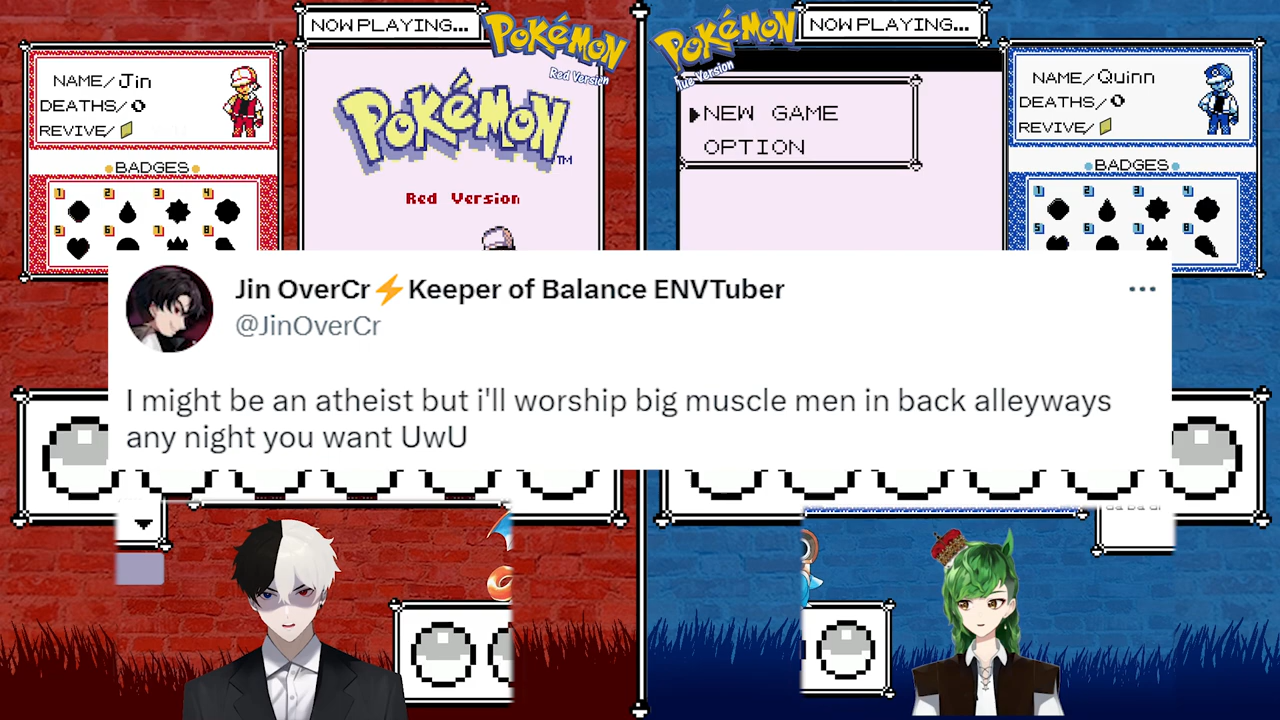 NOW PLAYING...
POKéMON
Red Version
POKéMON
NOW PLAYING...
NAME/Jin
DEATHS/0
REVIVE/
BADGES
1 2 3 4
5 6 7 8
POKéMON
TM
Red Version
NEW GAME
OPTION
NAME/Quinn
DEATHS/0
REVIVE/
BADGES
1 2 3 4
5 6 7 8
Jin OverCr⚡Keeper of Balance ENVTuber
@JinOverCr
I might be an atheist but i'll worship big muscle men in back alleyways
any night you want UwU